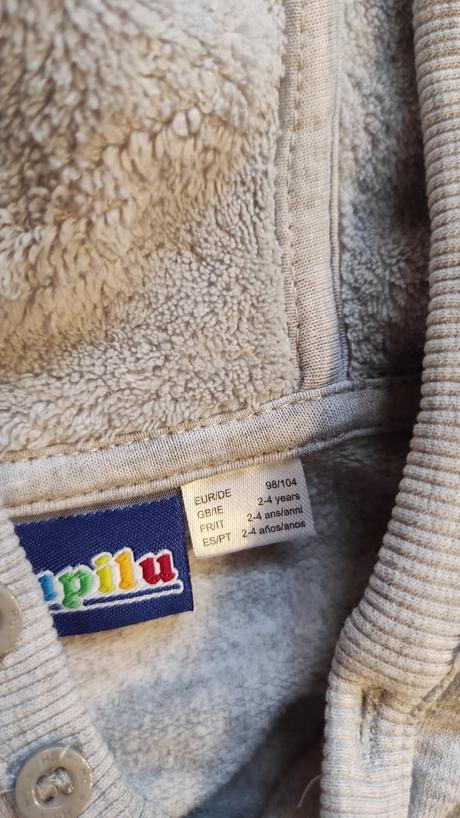 EUR/DE 98/104
GB/IE 2-4 years
FR/IT 2-4 ans/anni
ES/PT 2-4 años/anos
upilu